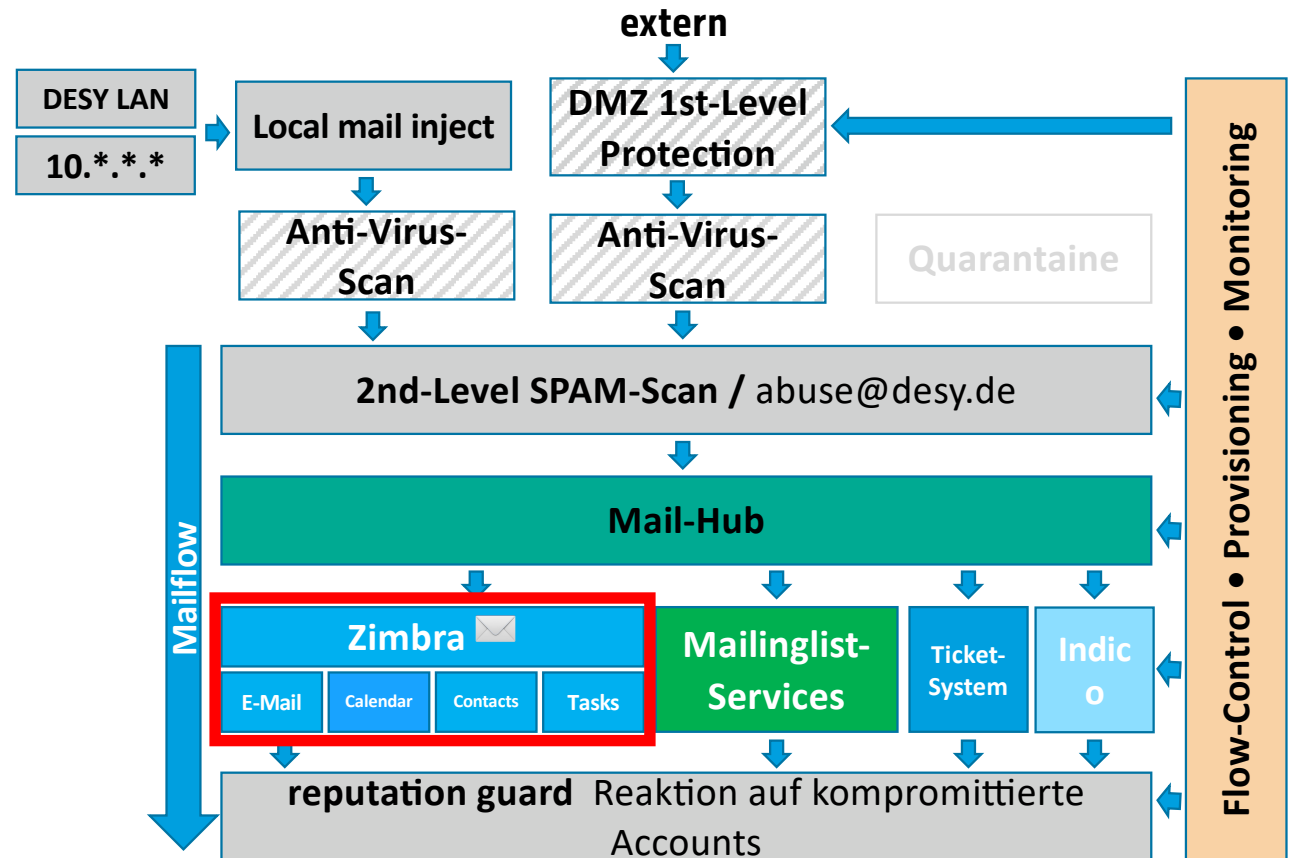 extern
DESY LAN
10.*.*.*
Local mail inject
DMZ 1st-Level
Protection
Anti-Virus-
Scan
Anti-Virus-
Scan
Quarantaine
2nd-Level SPAM-Scan / abuse@desy.de
Mail-Hub
Mailflow
Zimbra
E-Mail
Calendar
Contacts
Tasks
Mailinglist-
Services
Ticket-
System
Indic
o
reputation guard Reaktion auf kompromittierte
Accounts
Flow-Control • Provisioning • Monitoring